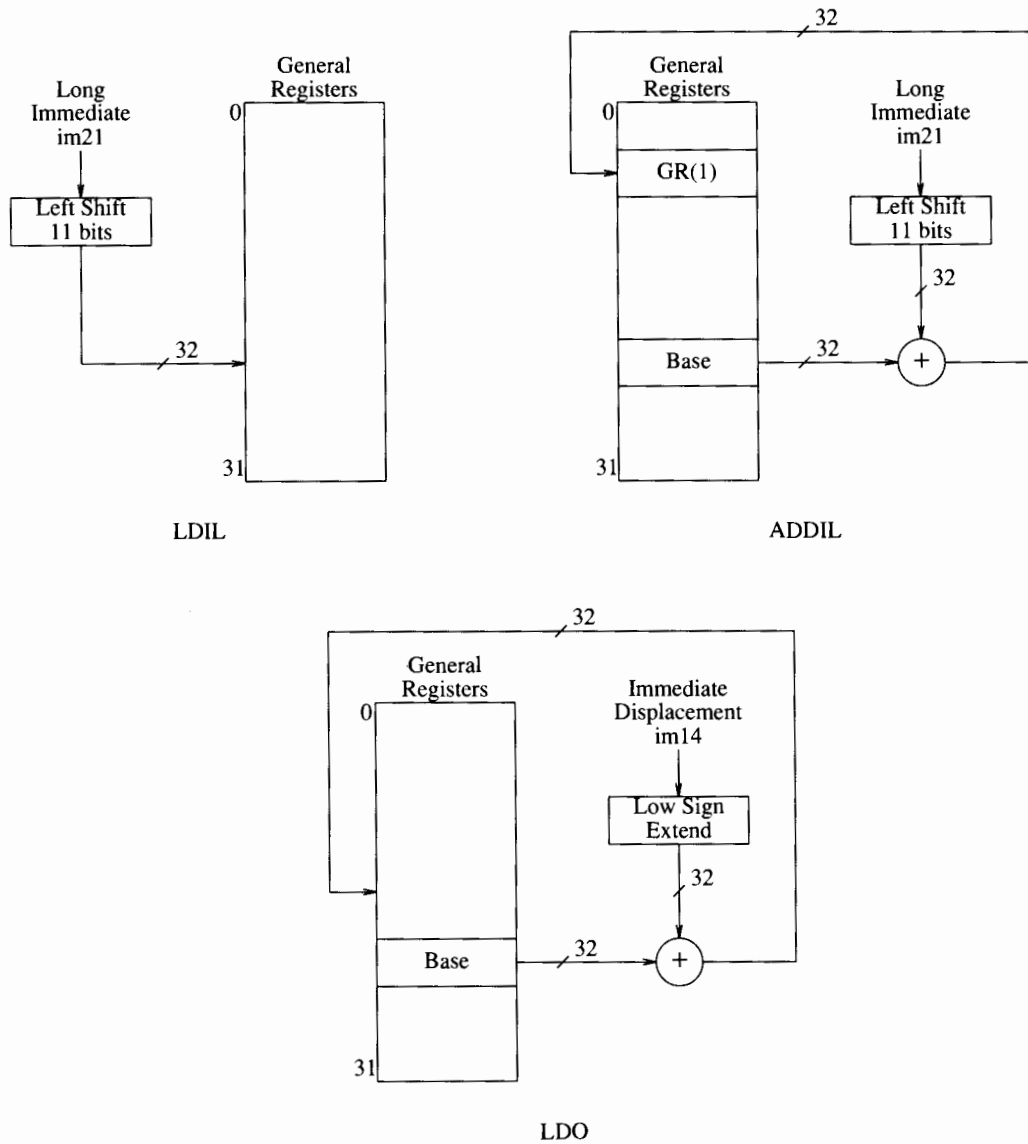 32
General
Registers
Long
Immediate
im21
0
Left Shift
11 bits
32
31
LDIL
General
Registers
Long
Immediate
im21
0
GR(1)
Left Shift
11 bits
32
Base
32
+
31
ADDIL
32
General
Registers
Immediate
Displacement
im14
0
Low Sign
Extend
32
Base
32
+
31
LDO